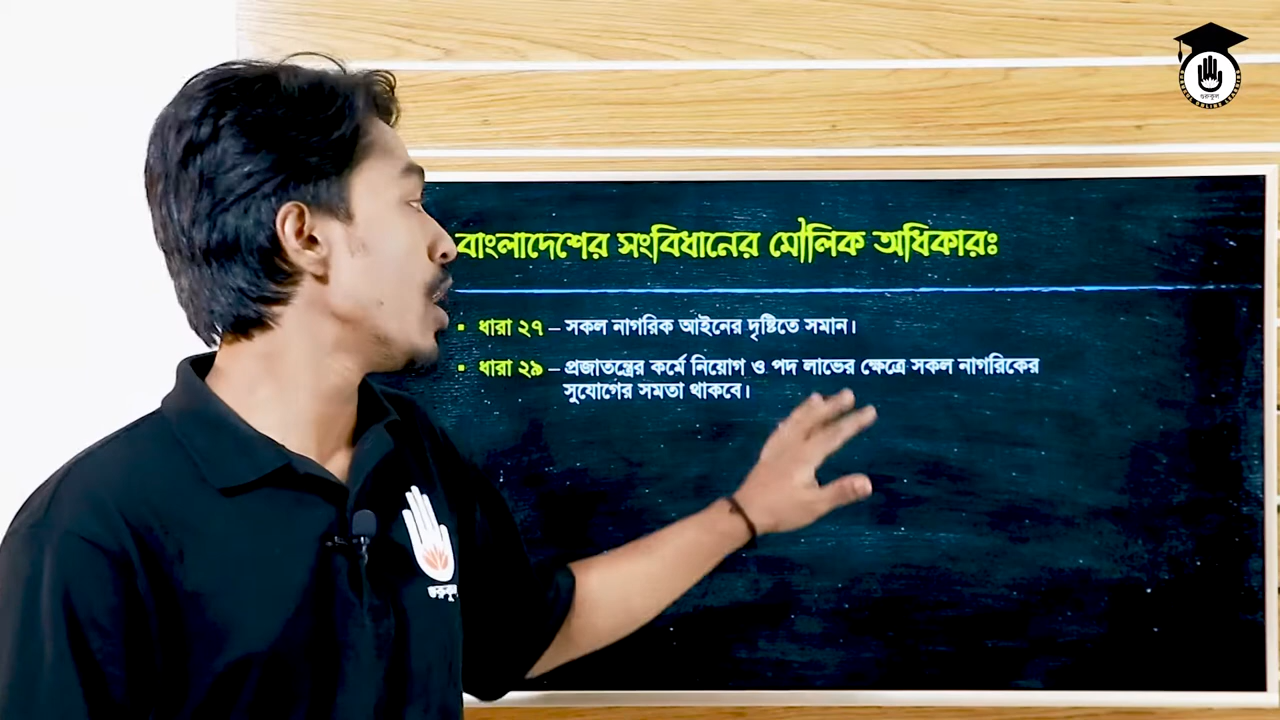 গুরুকুল
বাংলাদেশের সংবিধানের মৌলিক অধিকারঃ
▪ ধারা ২৭ – সকল নাগরিক আইনের দৃষ্টিতে সমান।
▪ ধারা ২৯ – প্রজাতন্ত্রের কর্মে নিয়োগ ও পদ লাভের ক্ষেত্রে সকল নাগরিকের
সুযোগের সমতা থাকবে।
গুরুকুল